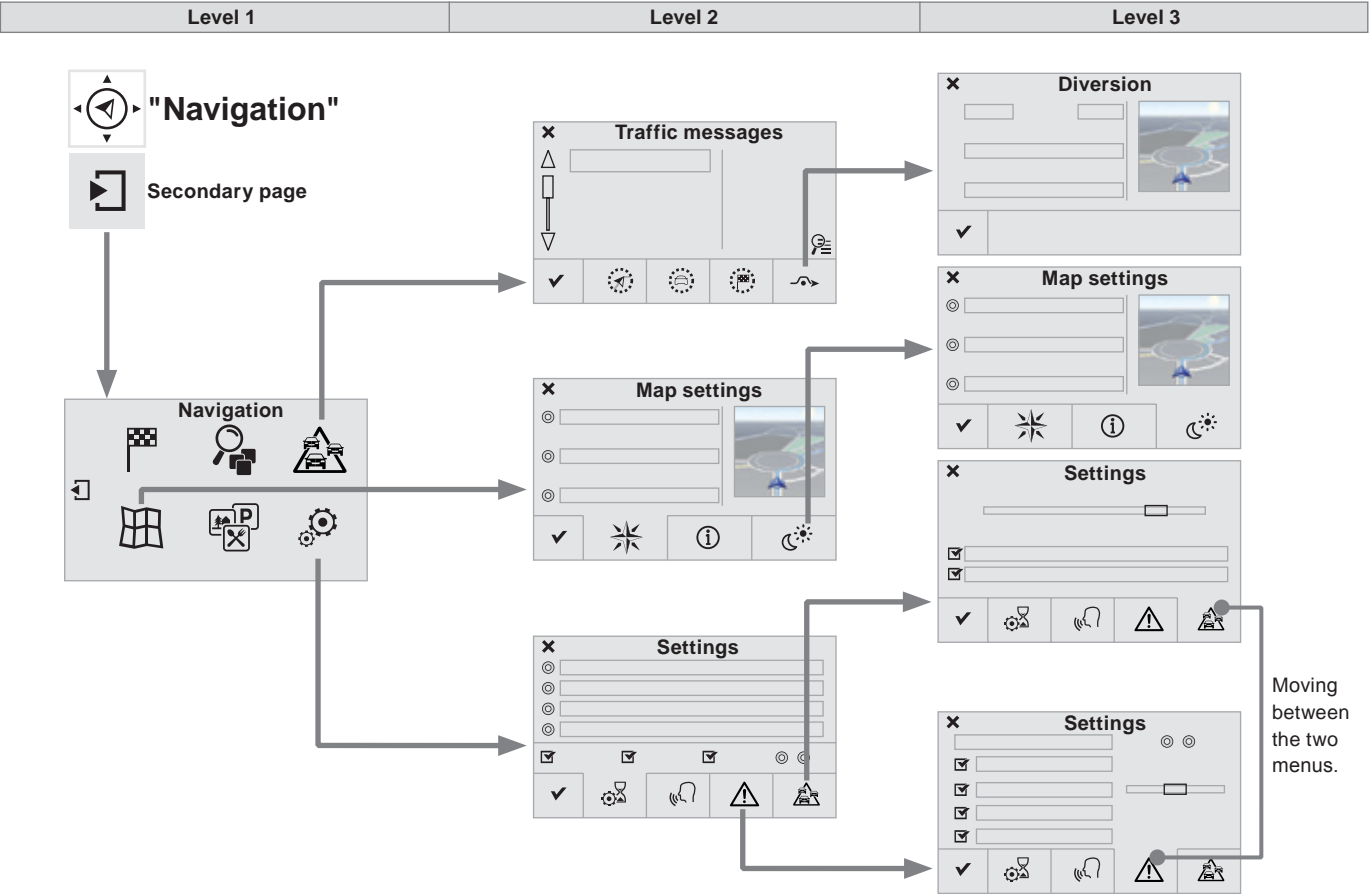 Level 1
Level 2
Level 3
"Navigation"
Secondary page
Navigation
P
Traffic messages
Map settings
Settings
Diversion
Map settings
Settings
Settings
Moving
between
the two
menus.